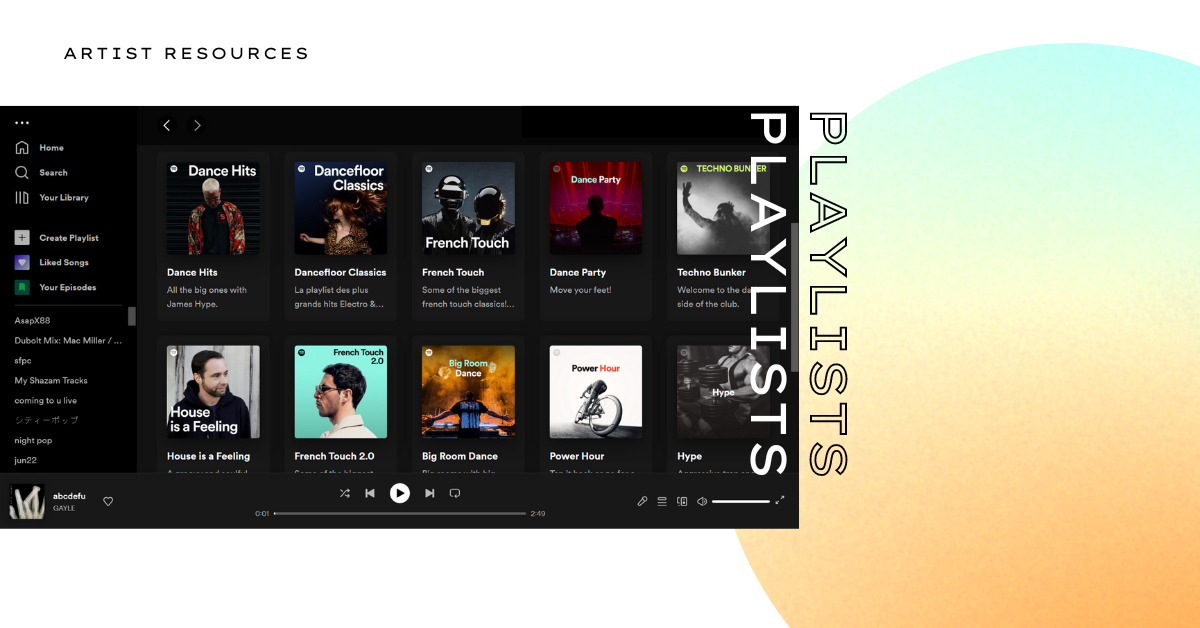 ARTIST RESOURCES
Home
Search
Your Library
Create Playlist
Liked Songs
Your Episodes
AsapX88
Dubolt Mix: Mac Miller / ...
sfpc
My Shazam Tracks
coming to u live
シティーポップ
night pop
jun22
Dance Hits
Dance Hits
All the big ones with
James Hype.
Dancefloor
Classics
Dancefloor Classics
La playlist des plus
grands hits Electro &...
French Touch
French Touch
Some of the biggest
french touch classics!...
Dance Party
Dance Party
Move your feet!
TECHNO BUNKER
Techno Bunker
Welcome to the da
side of the club.
House
is a Feeling
House is a Feeling
French Touch
2.0
French Touch 2.0
Big Room
Dance
Big Room Dance
Power Hour
Power Hour
Hype
Hype
abcdefu
GAYLE
0:01
2:49
PLAYLISTS
PLAYLISTS